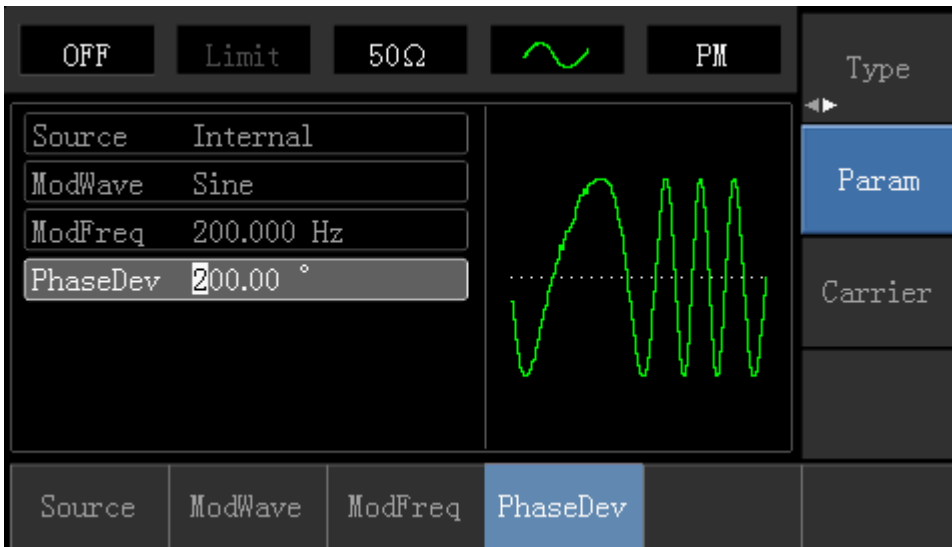 OFF Limit 50Ω PM
Type
Source Internal
ModWave Sine
ModFreq 200.000 Hz
PhaseDev 200.00 °
Param
Carrier
Source ModWave ModFreq PhaseDev